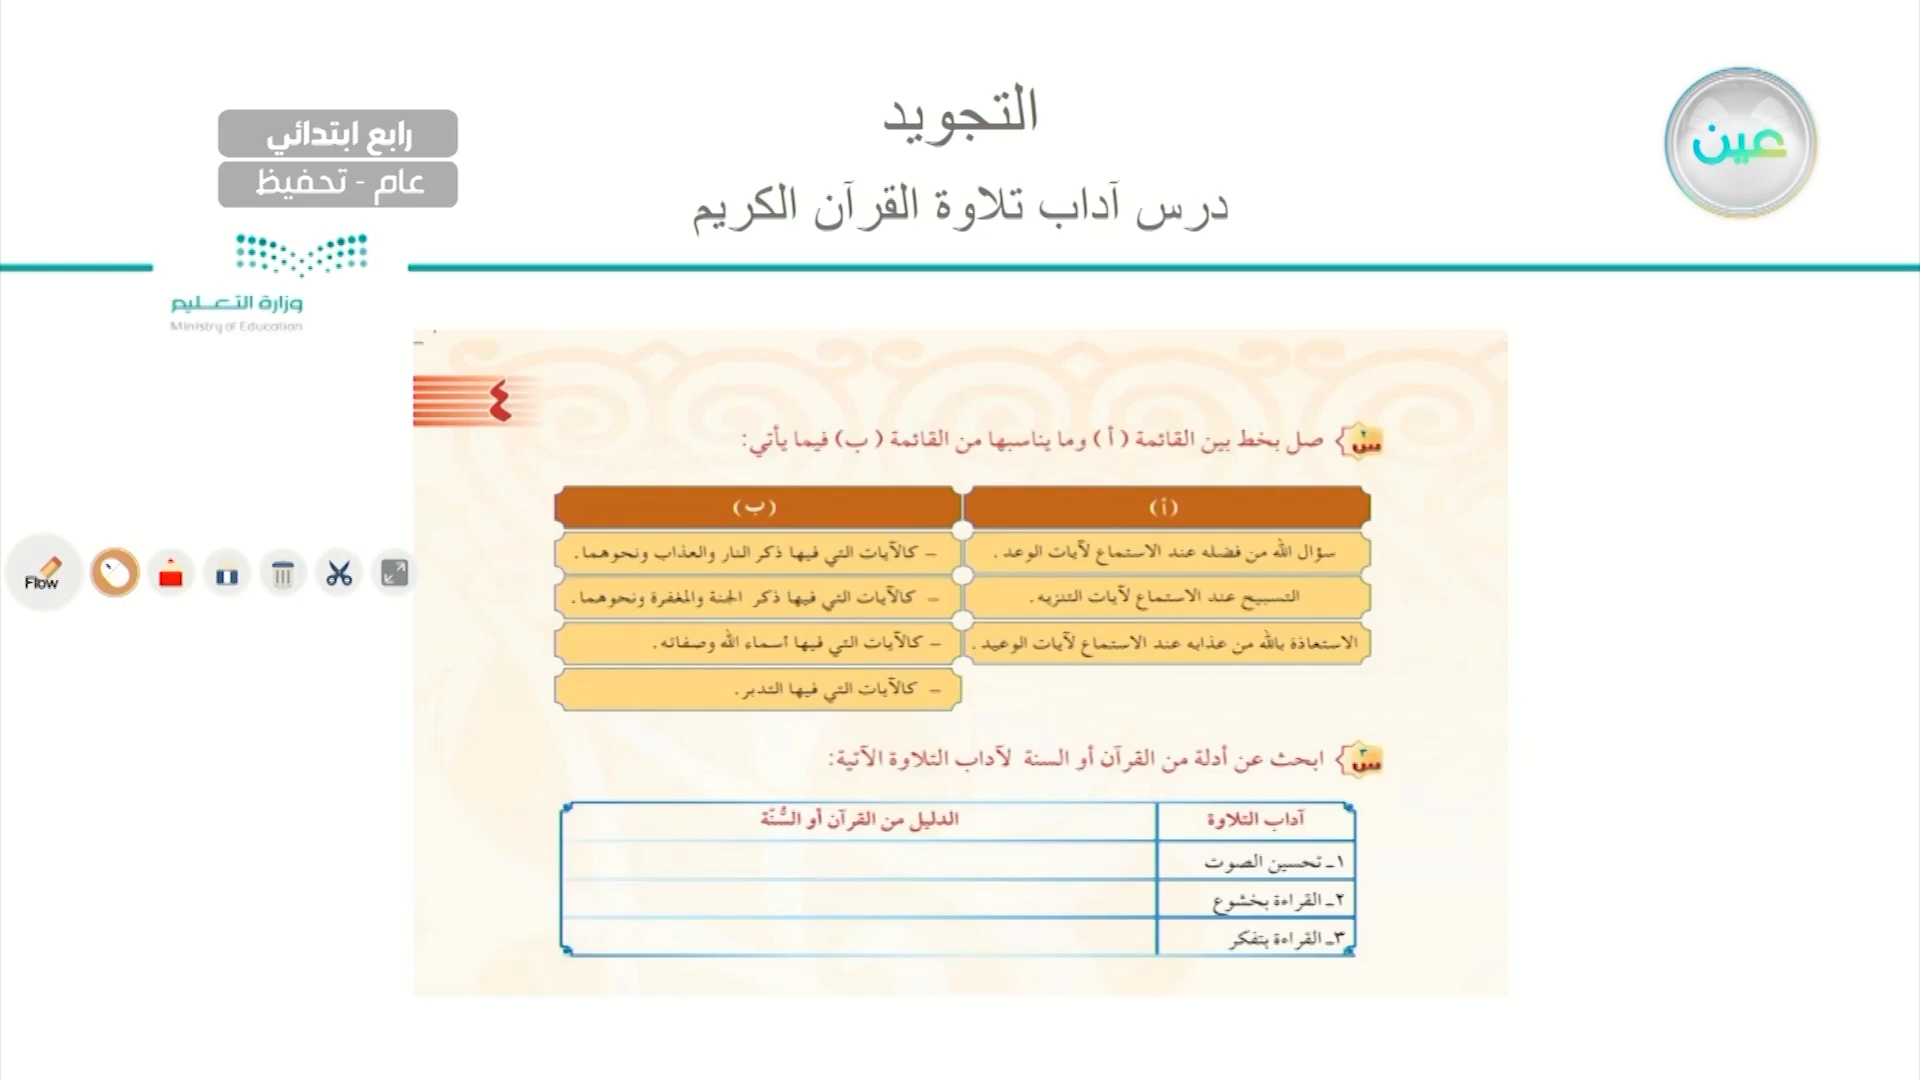 التجويد
درس آداب تلاوة القرآن الكريم
عين
رابع ابتدائي
عام - تحفيظ
وزارة التعليم
Ministry of Education
Flow
٤
س٢ صل بخط بين القائمة (أ) وما يناسبها من القائمة (ب) فيما يأتي:
(أ) (ب)
سؤال الله من فضله عند الاستماع لآيات الوعد. – كالآيات التي فيها ذكر النار والعذاب ونحوهما.
التسبيح عند الاستماع لآيات التنزيه. – كالآيات التي فيها ذكر الجنة والمغفرة ونحوهما.
الاستعاذة بالله من عذابه عند الاستماع لآيات الوعيد. – كالآيات التي فيها أسماء الله وصفاته.
– كالآيات التي فيها التدبر.
س٣ ابحث عن أدلة من القرآن أو السنة لآداب التلاوة الآتية:
آداب التلاوة الدليل من القرآن أو السُّنَّة
١ـ تحسين الصوت
٢ـ القراءة بخشوع
٣ـ القراءة بتفكر